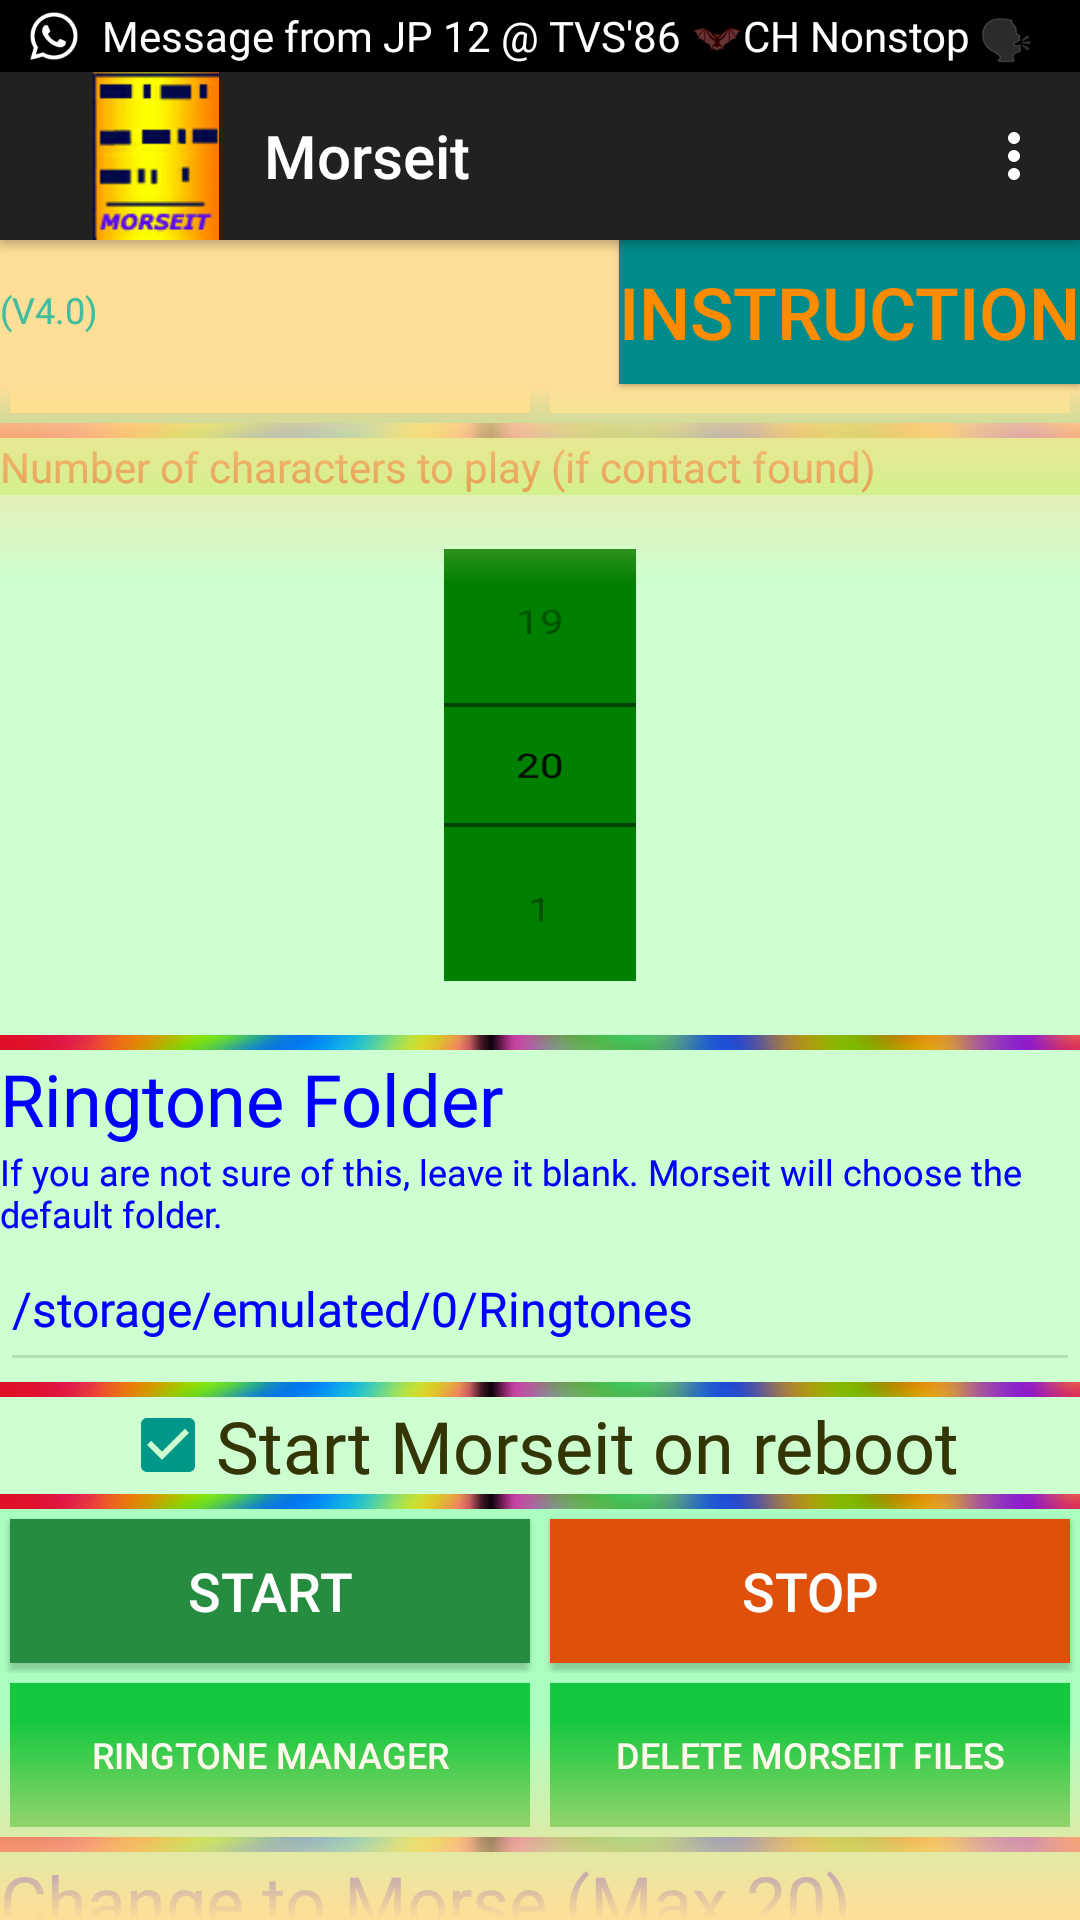 Message from JP 12 @ TVS'86 🦇CH Nonstop 🗣
MORSEIT
Morseit
(V4.0)
INSTRUCTION
Number of characters to play (if contact found)
19
20
1
Ringtone Folder
If you are not sure of this, leave it blank. Morseit will choose the
default folder.
/storage/emulated/0/Ringtones
Start Morseit on reboot
START
STOP
RINGTONE MANAGER
DELETE MORSEIT FILES
Change to Morse (Max 20)